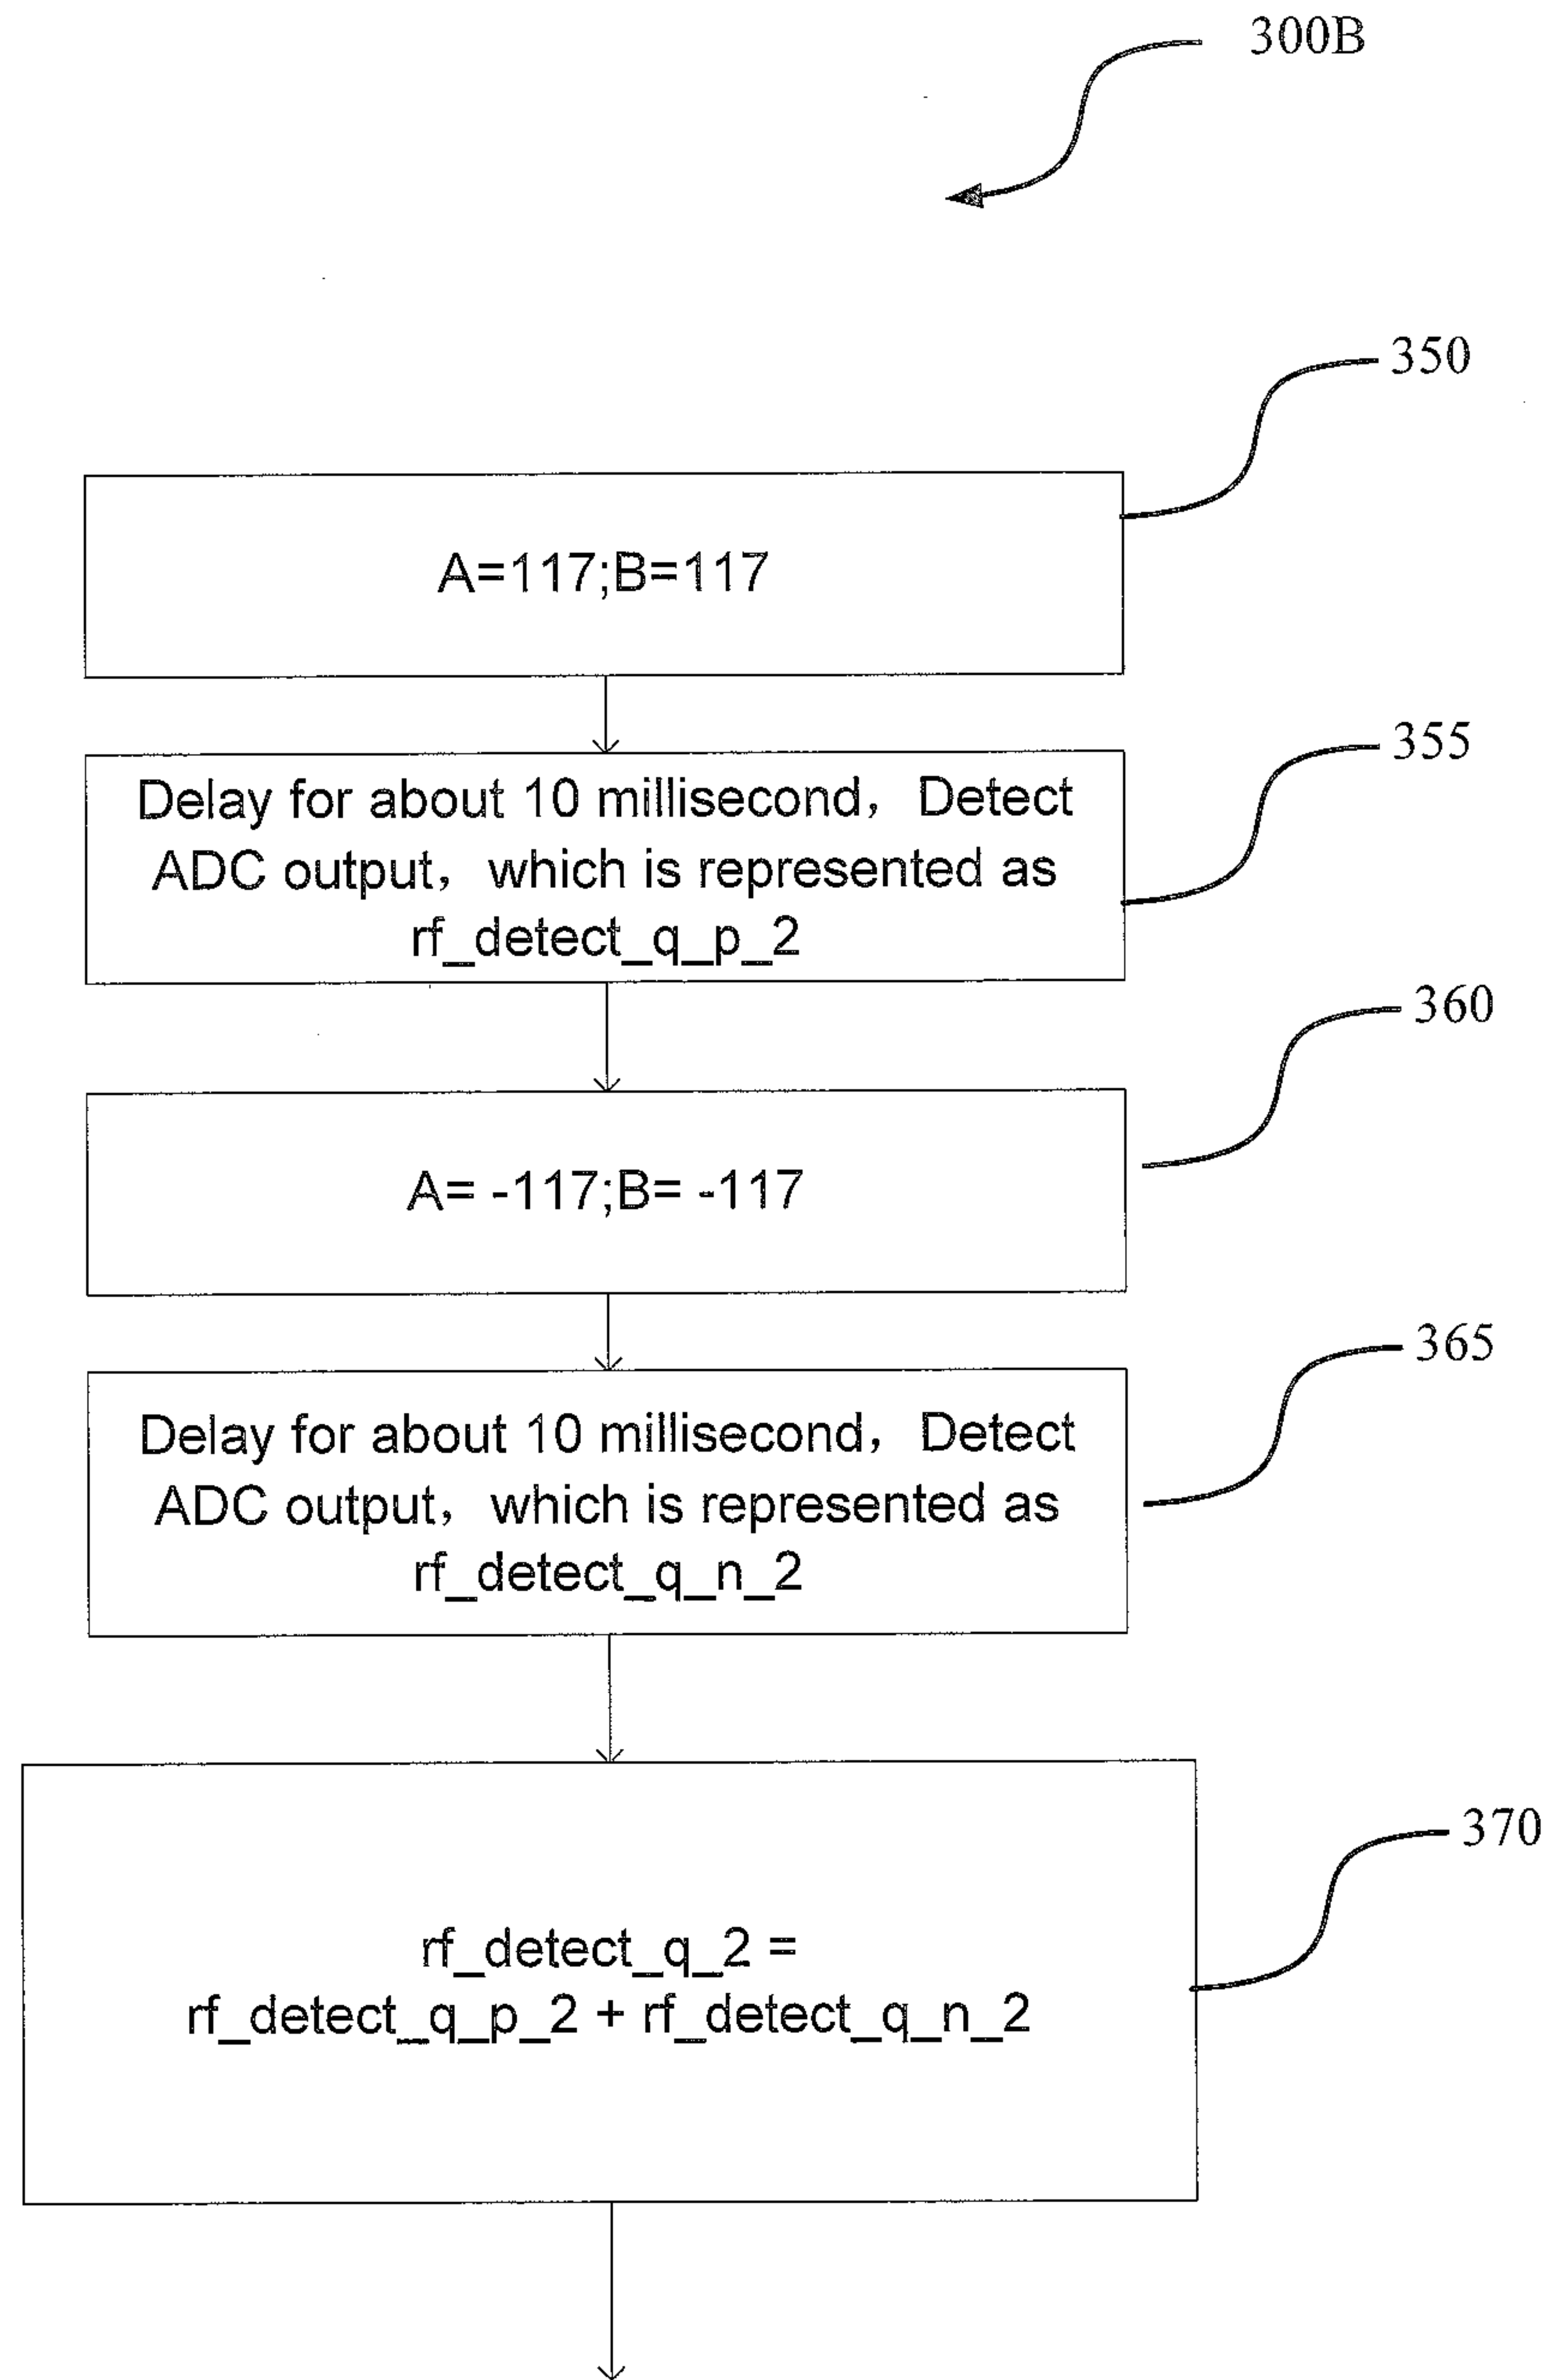 300B
350
A=117;B=117
355
Delay for about 10 millisecond，Detect
ADC output，which is represented as
rf_detect_q_p_2
360
A= -117;B= -117
365
Delay for about 10 millisecond，Detect
ADC output，which is represented as
rf_detect_q_n_2
370
rf_detect_q_2 =
rf_detect_q_p_2 + rf_detect_q_n_2